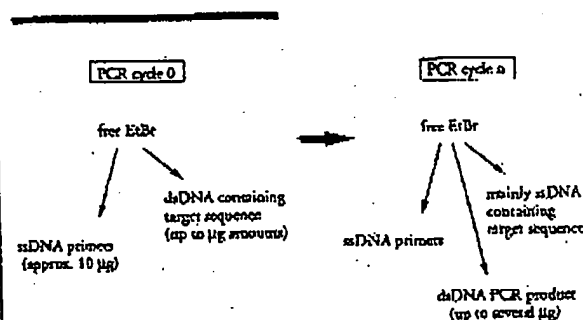 PCR cycle 0
free EtBr
ssDNA primers
(approx. 10 µg)
dsDNA containing
target sequence
(up to µg amounts)
PCR cycle n
free EtBr
ssDNA primers
mainly ssDNA
containing
target sequence
dsDNA PCR product
(up to several µg)